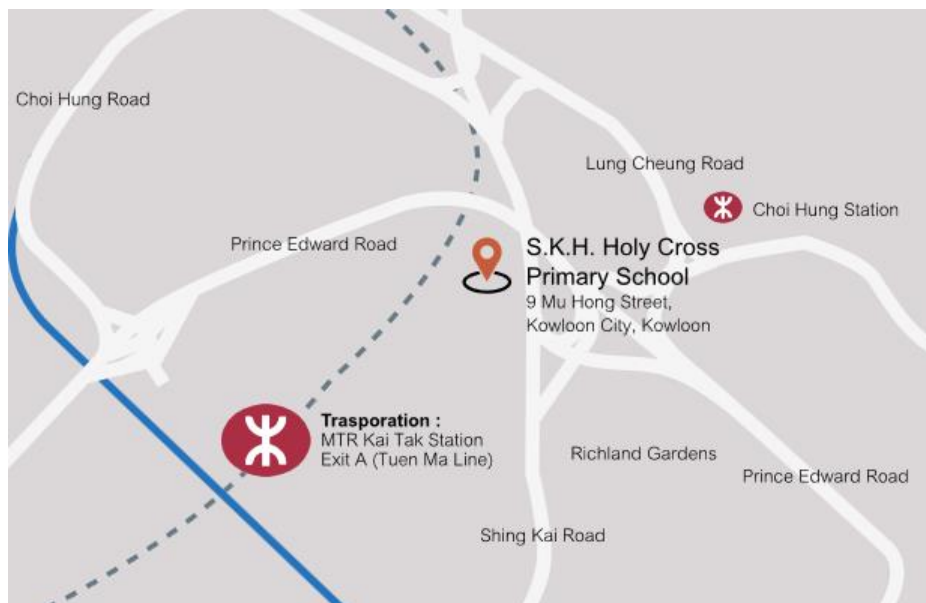 Choi Hung Road
Lung Cheung Road
Choi Hung Station
Prince Edward Road
S.K.H. Holy Cross
Primary School
9 Mu Hong Street,
Kowloon City, Kowloon
Trasporation :
MTR Kai Tak Station
Exit A (Tuen Ma Line)
Richland Gardens
Prince Edward Road
Shing Kai Road